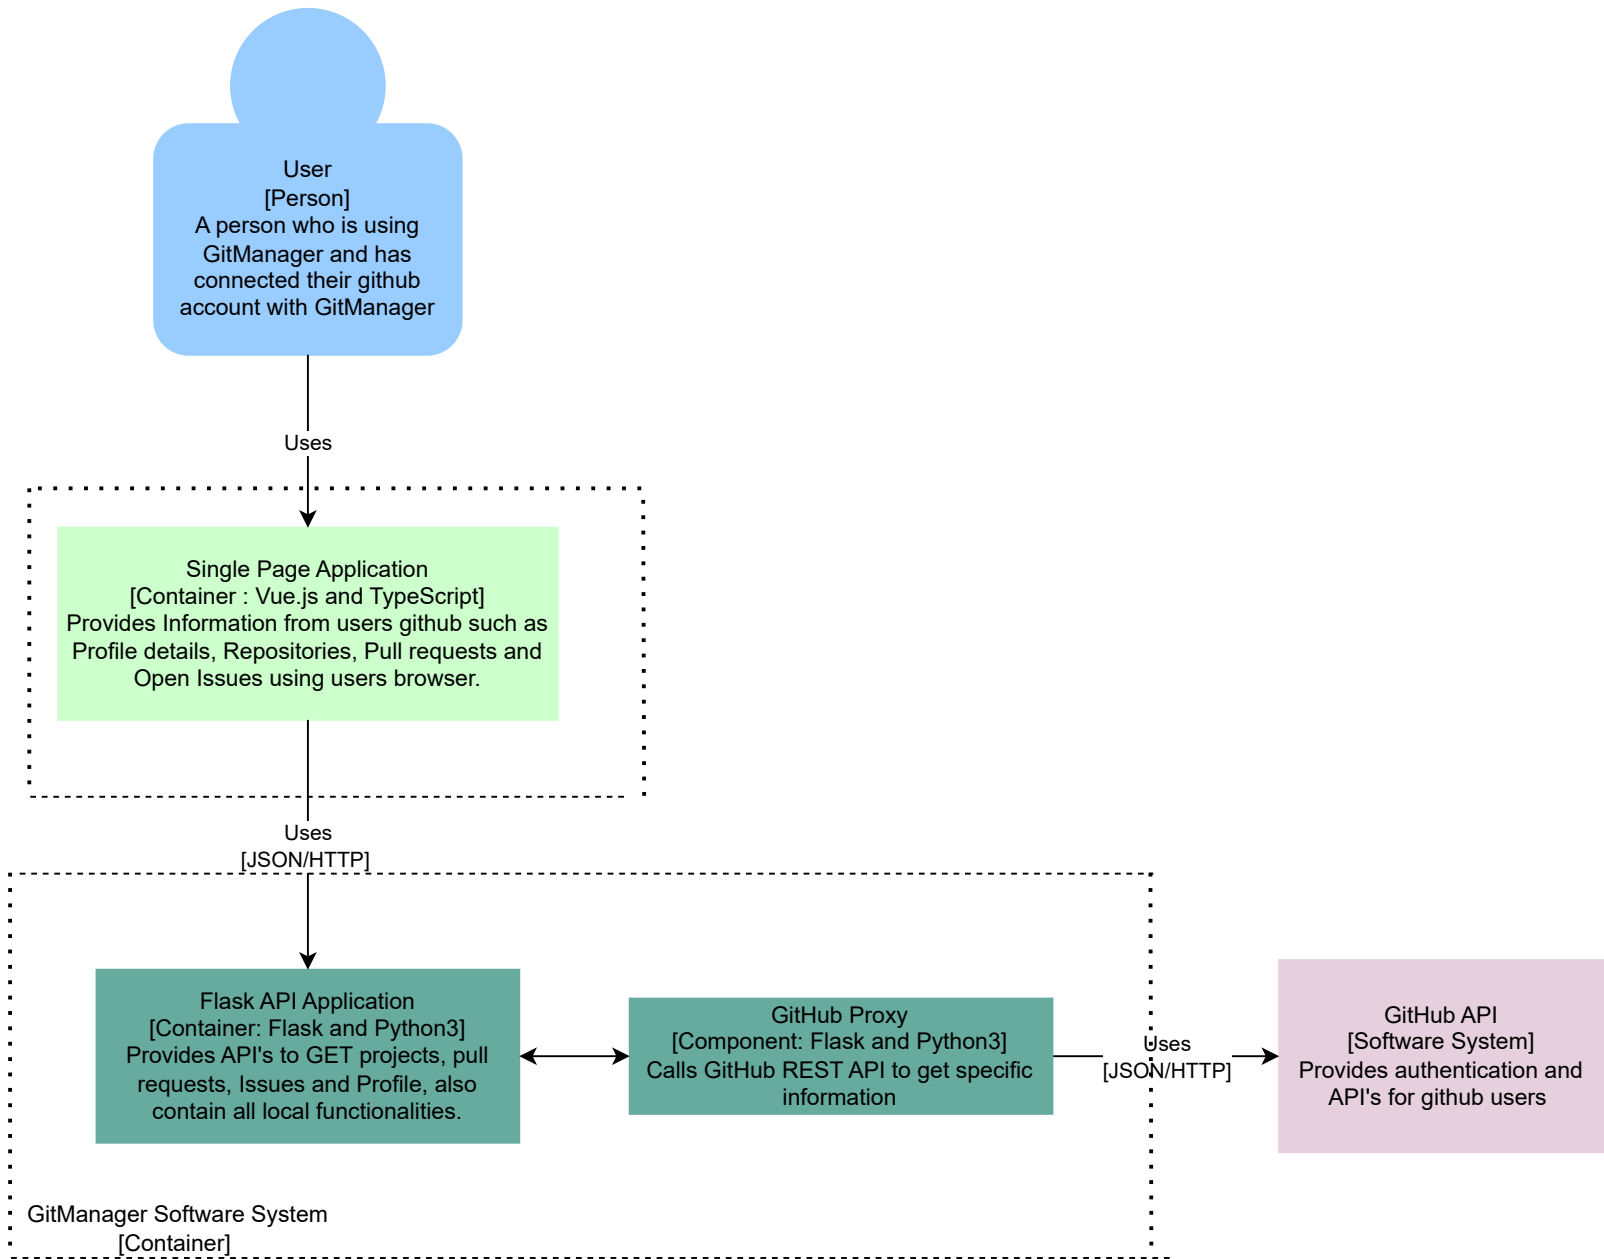 User
[Person]
A person who is using
GitManager and has
connected their github
account with GitManager
Uses
Single Page Application
[Container : Vue.js and TypeScript]
Provides Information from users github such as
Profile details, Repositories, Pull requests and
Open Issues using users browser.
Uses
[JSON/HTTP]
Flask API Application
[Container: Flask and Python3]
Provides API's to GET projects, pull
requests, Issues and Profile, also
contain all local functionalities.
GitHub Proxy
[Component: Flask and Python3]
Calls GitHub REST API to get specific
information
Uses
[JSON/HTTP]
GitHub API
[Software System]
Provides authentication and
API's for github users
GitManager Software System
[Container]